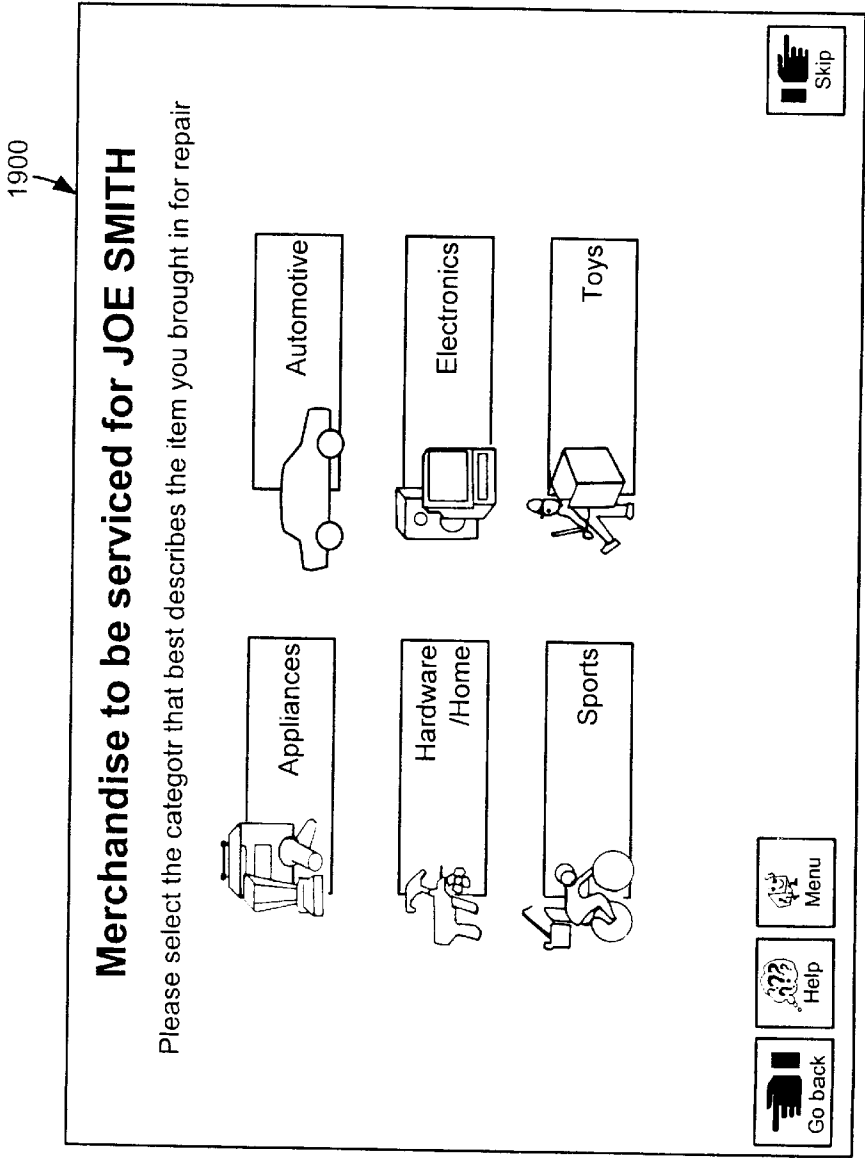 1900
Merchandise to be serviced for JOE SMITH
Please select the categotr that best describes the item you brought in for repair
Appliances
Automotive
Hardware
/Home
Electronics
Sports
Toys
Go back
???
Help
Menu
Skip